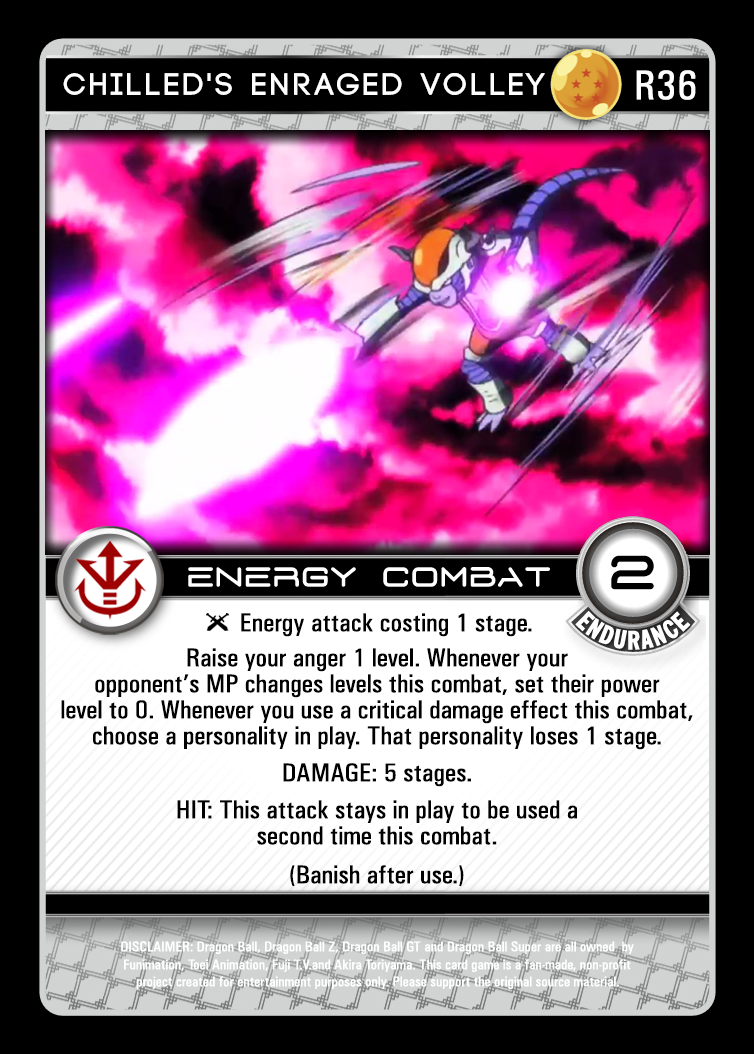 CHILLED'S ENRAGED VOLLEY R36
ENERGY COMBAT 2
ENDURANCE
Energy attack costing 1 stage.
Raise your anger 1 level. Whenever your
opponent's MP changes levels this combat, set their power
level to 0. Whenever you use a critical damage effect this combat,
choose a personality in play. That personality loses 1 stage.
DAMAGE: 5 stages.
HIT: This attack stays in play to be used a
second time this combat.
(Banish after use.)
DISCLAIMER: Dragon Ball, Dragon Ball Z, Dragon Ball GT and Dragon Ball Super are all owned by
Funimation, Toei Animation, Fuji T.V.and Akira Toriyama. This card game is a fan-made, non-profit
project created for entertainment purposes only. Please support the original source material.